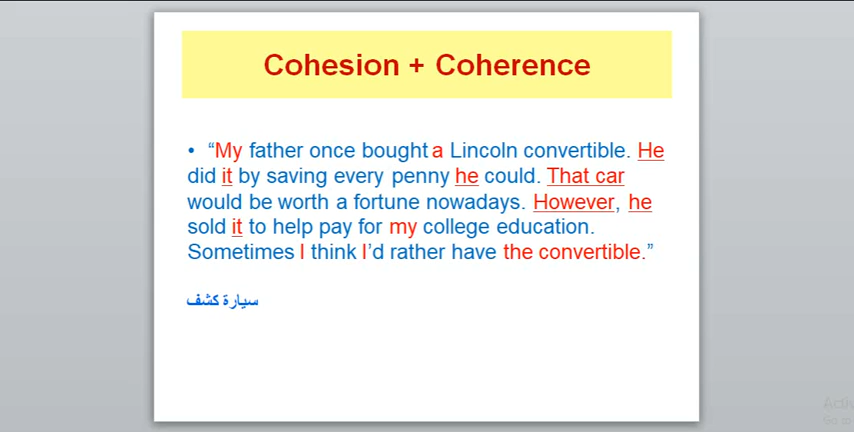 Cohesion + Coherence
• “My father once bought a Lincoln convertible. He
did it by saving every penny he could. That car
would be worth a fortune nowadays. However, he
sold it to help pay for my college education.
Sometimes I think I’d rather have the convertible.”
سيارة كشف